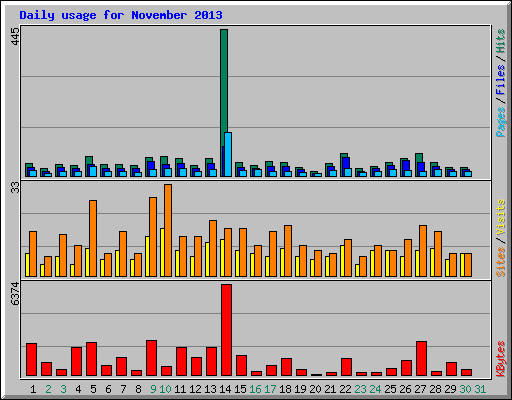 Daily usage for November 2013
445
Pages / Files / Hits
33
Sites / Visits
6374
KBytes
1 2 3 4 5 6 7 8 9 10 11 12 13 14 15 16 17 18 19 20 21 22 23 24 25 26 27 28 29 30 31